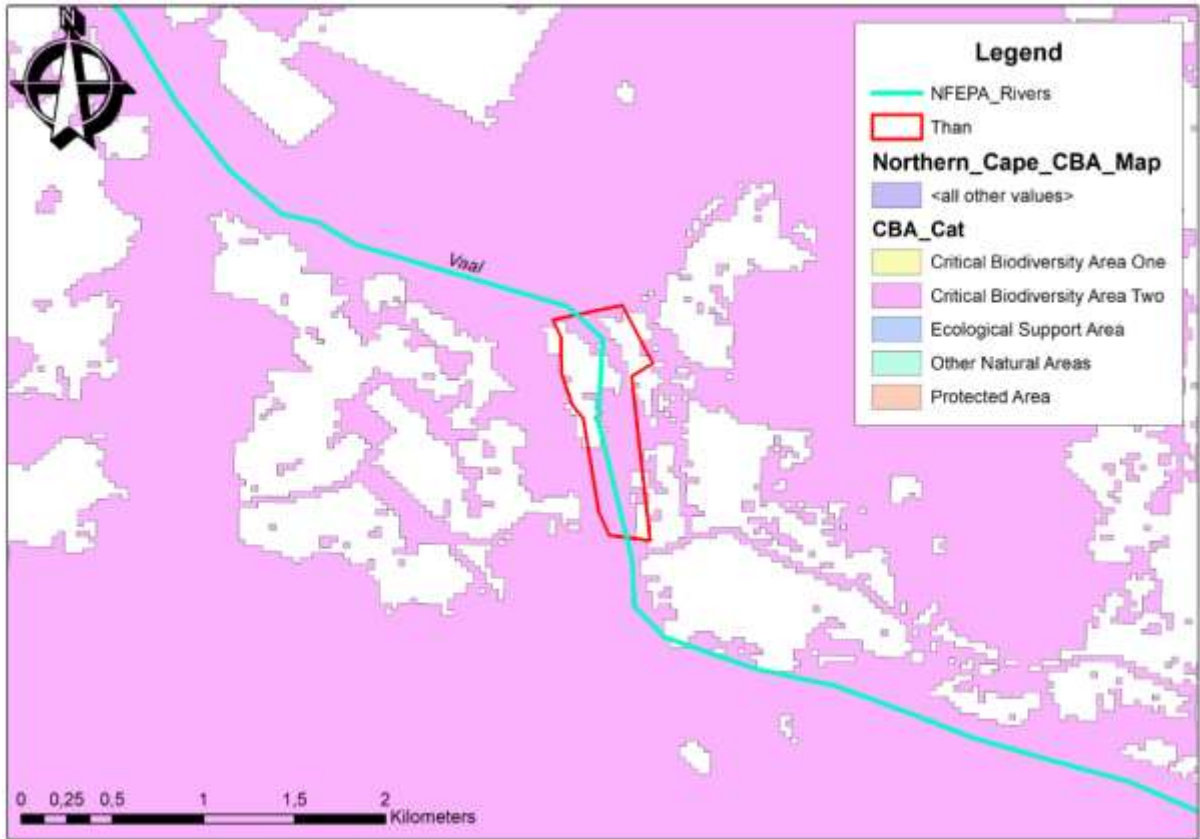 N
Legend
NFEPA_Rivers
Than
Northern_Cape_CBA_Map
<all other values>
CBA_Cat
Critical Biodiversity Area One
Critical Biodiversity Area Two
Ecological Support Area
Other Natural Areas
Protected Area
Vaal
0 0,25 0,5 1 1,5 2
Kilometers